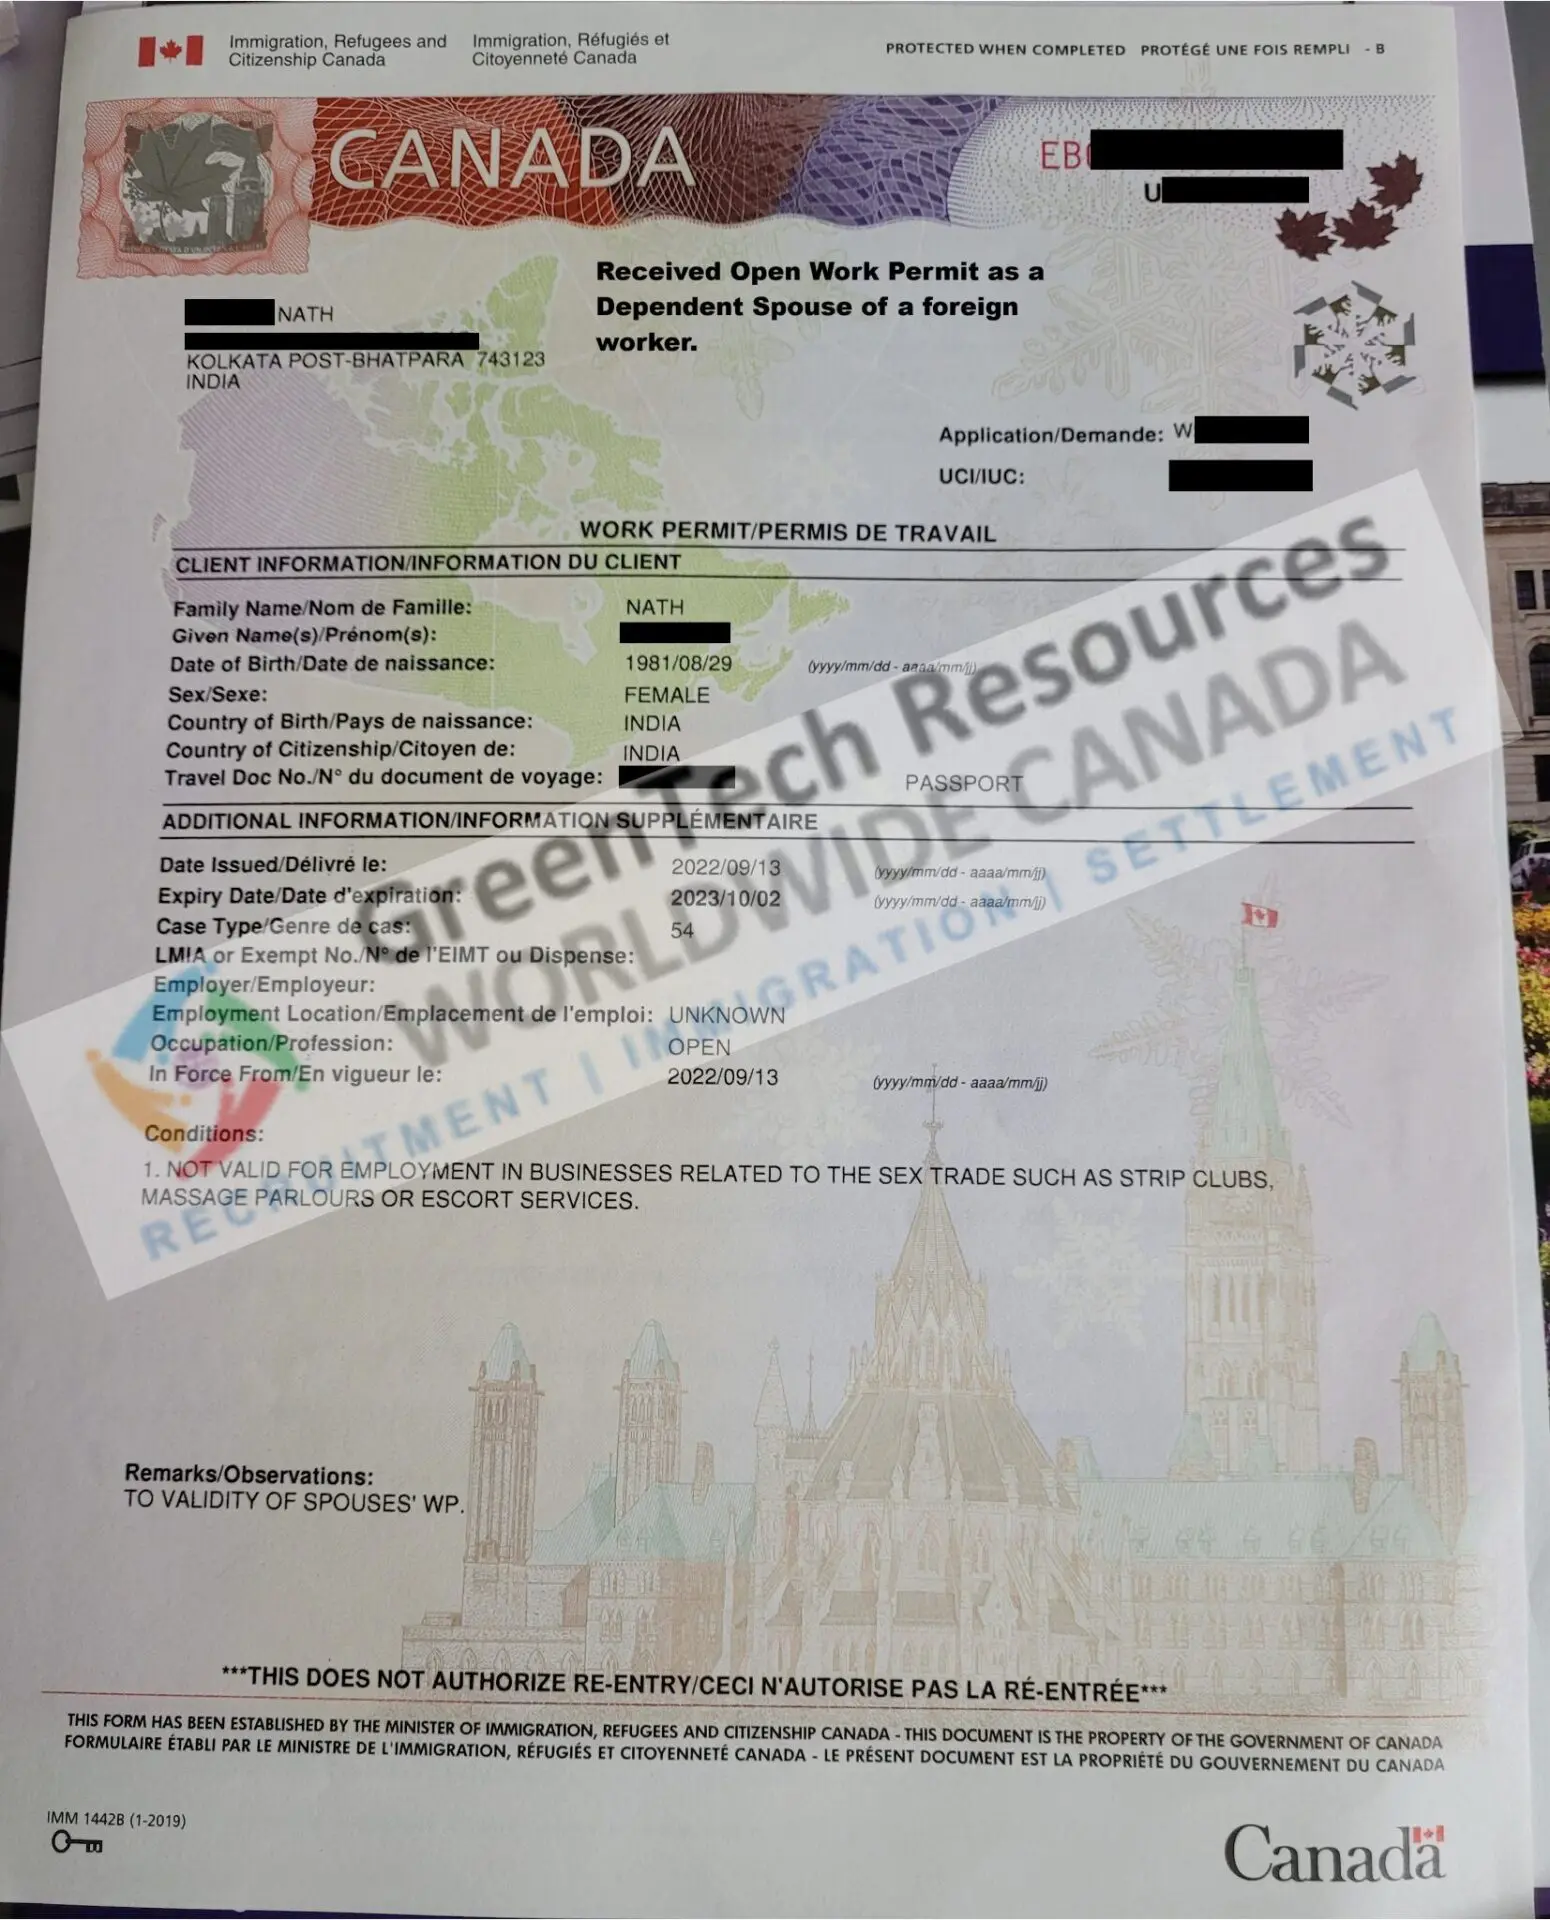 Immigration, Refugees and Citizenship Canada
Immigration, Réfugiés et Citoyenneté Canada
PROTECTED WHEN COMPLETED PROTÉGÉ UNE FOIS REMPLI - B
CANADA
EB
U
Received Open Work Permit as a
Dependent Spouse of a foreign
worker.
NATH
KOLKATA POST-BHATPARA 743123
INDIA
Application/Demande: W
UCI/IUC:
WORK PERMIT/PERMIS DE TRAVAIL
CLIENT INFORMATION/INFORMATION DU CLIENT
Family Name/Nom de Famille: NATH
Given Name(s)/Prénom(s):
Date of Birth/Date de naissance: 1981/08/29 (yyyy/mm/dd - aaaa/mm/jj)
Sex/Sexe: FEMALE
Country of Birth/Pays de naissance: INDIA
Country of Citizenship/Citoyen de: INDIA
Travel Doc No./N° du document de voyage: PASSPORT
ADDITIONAL INFORMATION/INFORMATION SUPPLÉMENTAIRE
Date Issued/Délivré le: 2022/09/13 (yyyy/mm/dd - aaaa/mm/jj)
Expiry Date/Date d'expiration: 2023/10/02 (yyyy/mm/dd - aaaa/mm/jj)
Case Type/Genre de cas: 54
LMIA or Exempt No./N° de l'EIMT ou Dispense:
Employer/Employeur:
Employment Location/Emplacement de l'emploi: UNKNOWN
Occupation/Profession: OPEN
In Force From/En vigueur le: 2022/09/13 (yyyy/mm/dd - aaaa/mm/jj)
GreenTech Resources
WORLDWIDE CANADA
RECRUITMENT | IMMIGRATION | SETTLEMENT
Conditions:
1. NOT VALID FOR EMPLOYMENT IN BUSINESSES RELATED TO THE SEX TRADE SUCH AS STRIP CLUBS,
MASSAGE PARLOURS OR ESCORT SERVICES.
Remarks/Observations:
TO VALIDITY OF SPOUSES' WP.
***THIS DOES NOT AUTHORIZE RE-ENTRY/CECI N'AUTORISE PAS LA RÉ-ENTRÉE***
THIS FORM HAS BEEN ESTABLISHED BY THE MINISTER OF IMMIGRATION, REFUGEES AND CITIZENSHIP CANADA - THIS DOCUMENT IS THE PROPERTY OF THE GOVERNMENT OF CANADA
FORMULAIRE ÉTABLI PAR LE MINISTRE DE L'IMMIGRATION, RÉFUGIÉS ET CITOYENNETÉ CANADA - LE PRÉSENT DOCUMENT EST LA PROPRIÉTÉ DU GOUVERNEMENT DU CANADA
IMM 1442B (1-2019)
Canada